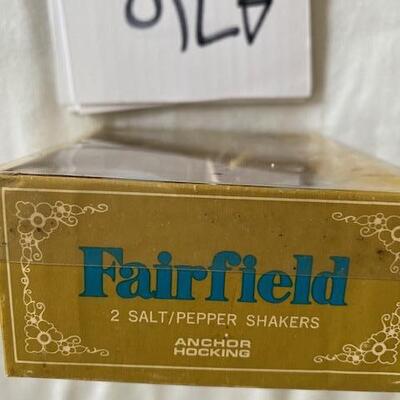 Fairfield
2 SALT/PEPPER SHAKERS
ANCHOR
HOCKING